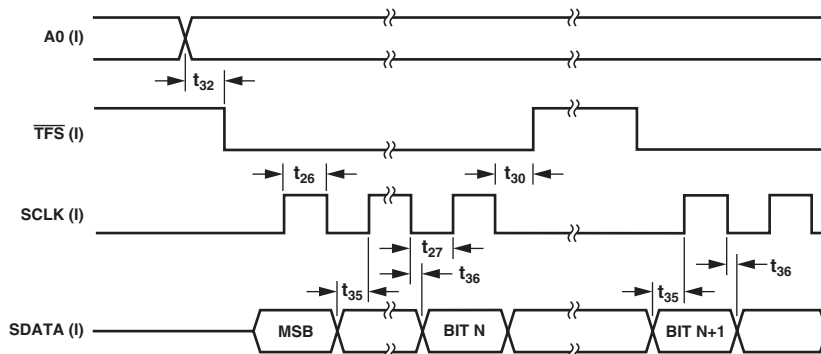 A0 (I)
t32
TFS (I)
t26
t30
SCLK (I)
t27
t36
t36
t35
t35
SDATA (I)
MSB
BIT N
BIT N+1